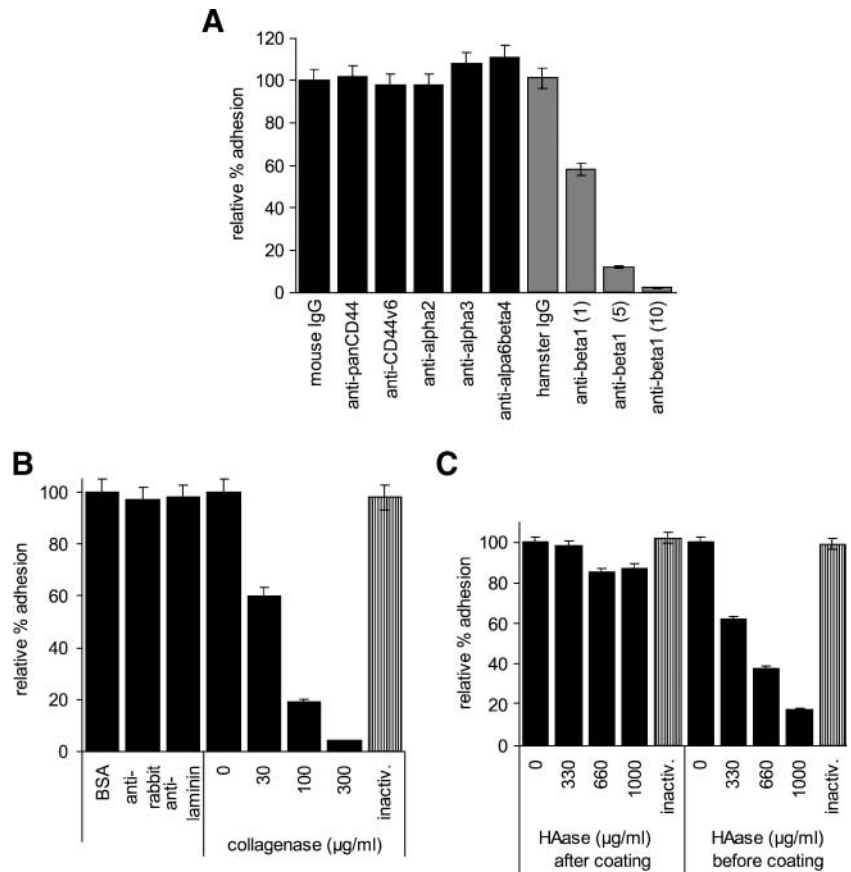 A
120
100
80
60
40
20
0
relative % adhesion
mouse IgG
anti-panCD44
anti-CD44v6
anti-alpha2
anti-alpha3
anti-alpa6beta4
hamster IgG
anti-beta1 (1)
anti-beta1 (5)
anti-beta1 (10)
B
100
80
60
40
20
0
relative % adhesion
BSA
anti-
rabbit
anti-
laminin
0
30
100
300
inactiv.
collagenase (µg/ml)
C
100
80
60
40
20
0
relative % adhesion
0
330
660
1000
inactiv.
0
330
660
1000
inactiv.
HAase (µg/ml)
after coating
HAase (µg/ml)
before coating